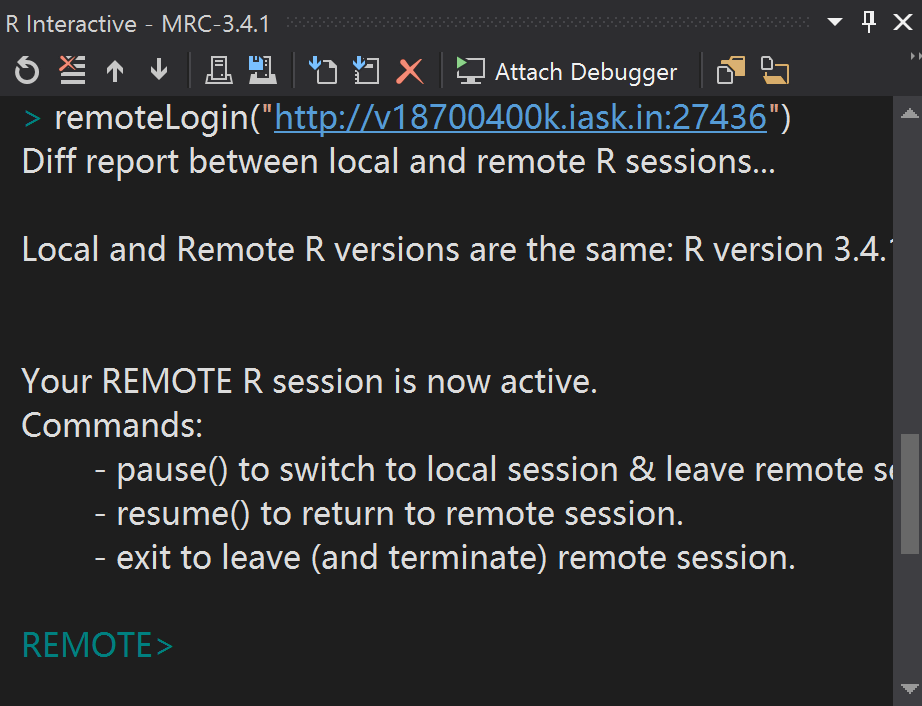 R Interactive - MRC-3.4.1
Attach Debugger
> remoteLogin("http://v18700400k.iask.in:27436")
Diff report between local and remote R sessions...
Local and Remote R versions are the same: R version 3.4.1
Your REMOTE R session is now active.
Commands:
- pause() to switch to local session & leave remote
- resume() to return to remote session.
- exit to leave (and terminate) remote session.
REMOTE>